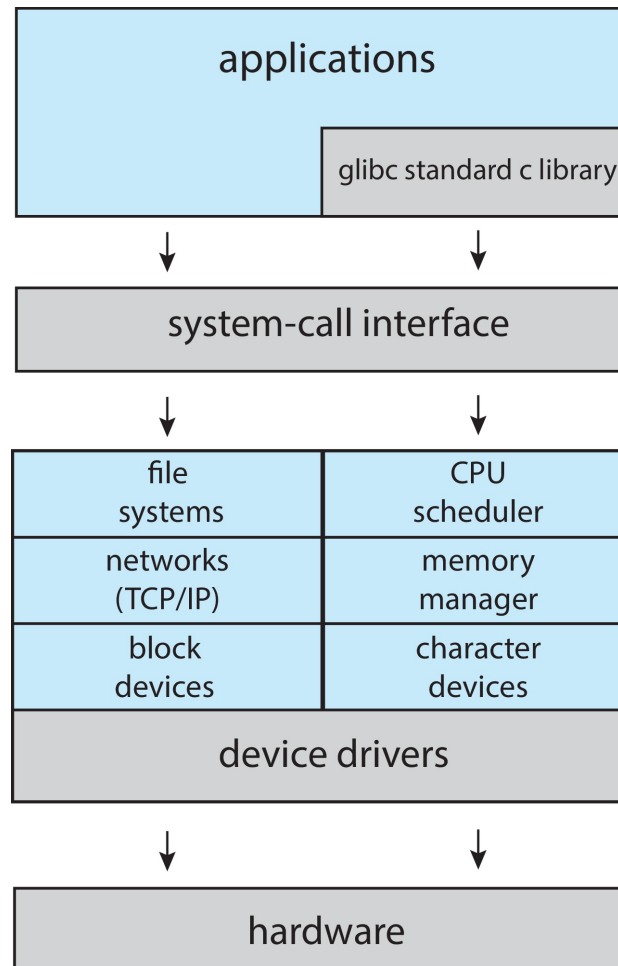 applications
glibc standard c library
system-call interface
file
systems
CPU
scheduler
networks
(TCP/IP)
memory
manager
block
devices
character
devices
device drivers
hardware